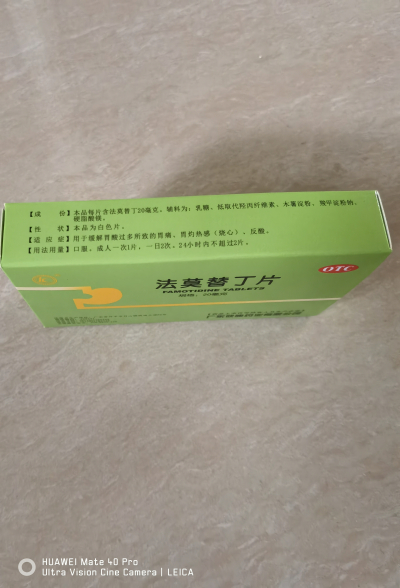 【成　份】本品每片含法莫替丁20毫克。辅料为：乳糖、低取代羟丙纤维素、木薯淀粉、羧甲淀粉钠、
硬脂酸镁。
【性　状】本品为白色片。
【适应症】用于缓解胃酸过多所致的胃痛、胃灼热感（烧心）、反酸。
【用法用量】口服。成人一次1片，一日2次。24小时内不超过2片。
OTC
法莫替丁片
FAMOTIDINE TABLETS
规格：20毫克
HUAWEI Mate 40 Pro
Ultra Vision Cine Camera | LEICA